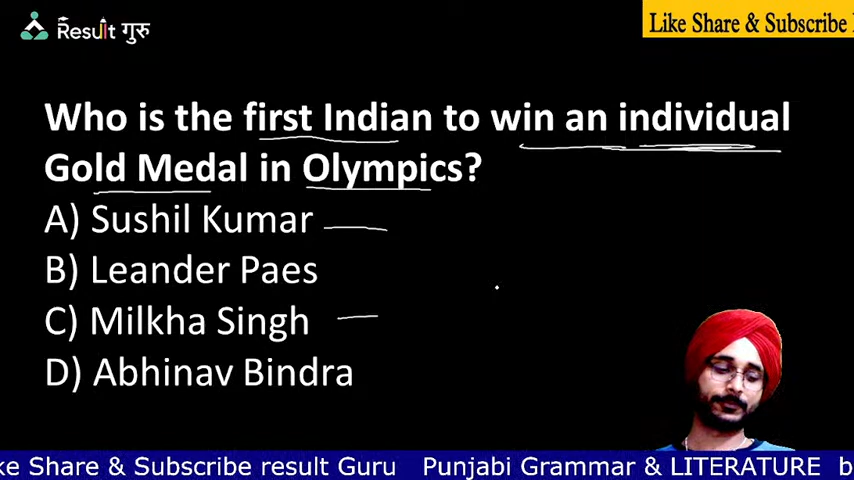 Result गुरु
Like Share & Subscribe
Who is the first Indian to win an individual
Gold Medal in Olympics?
A) Sushil Kumar
B) Leander Paes
C) Milkha Singh
D) Abhinav Bindra
ke Share & Subscribe result Guru Punjabi Grammar & LITERATURE b